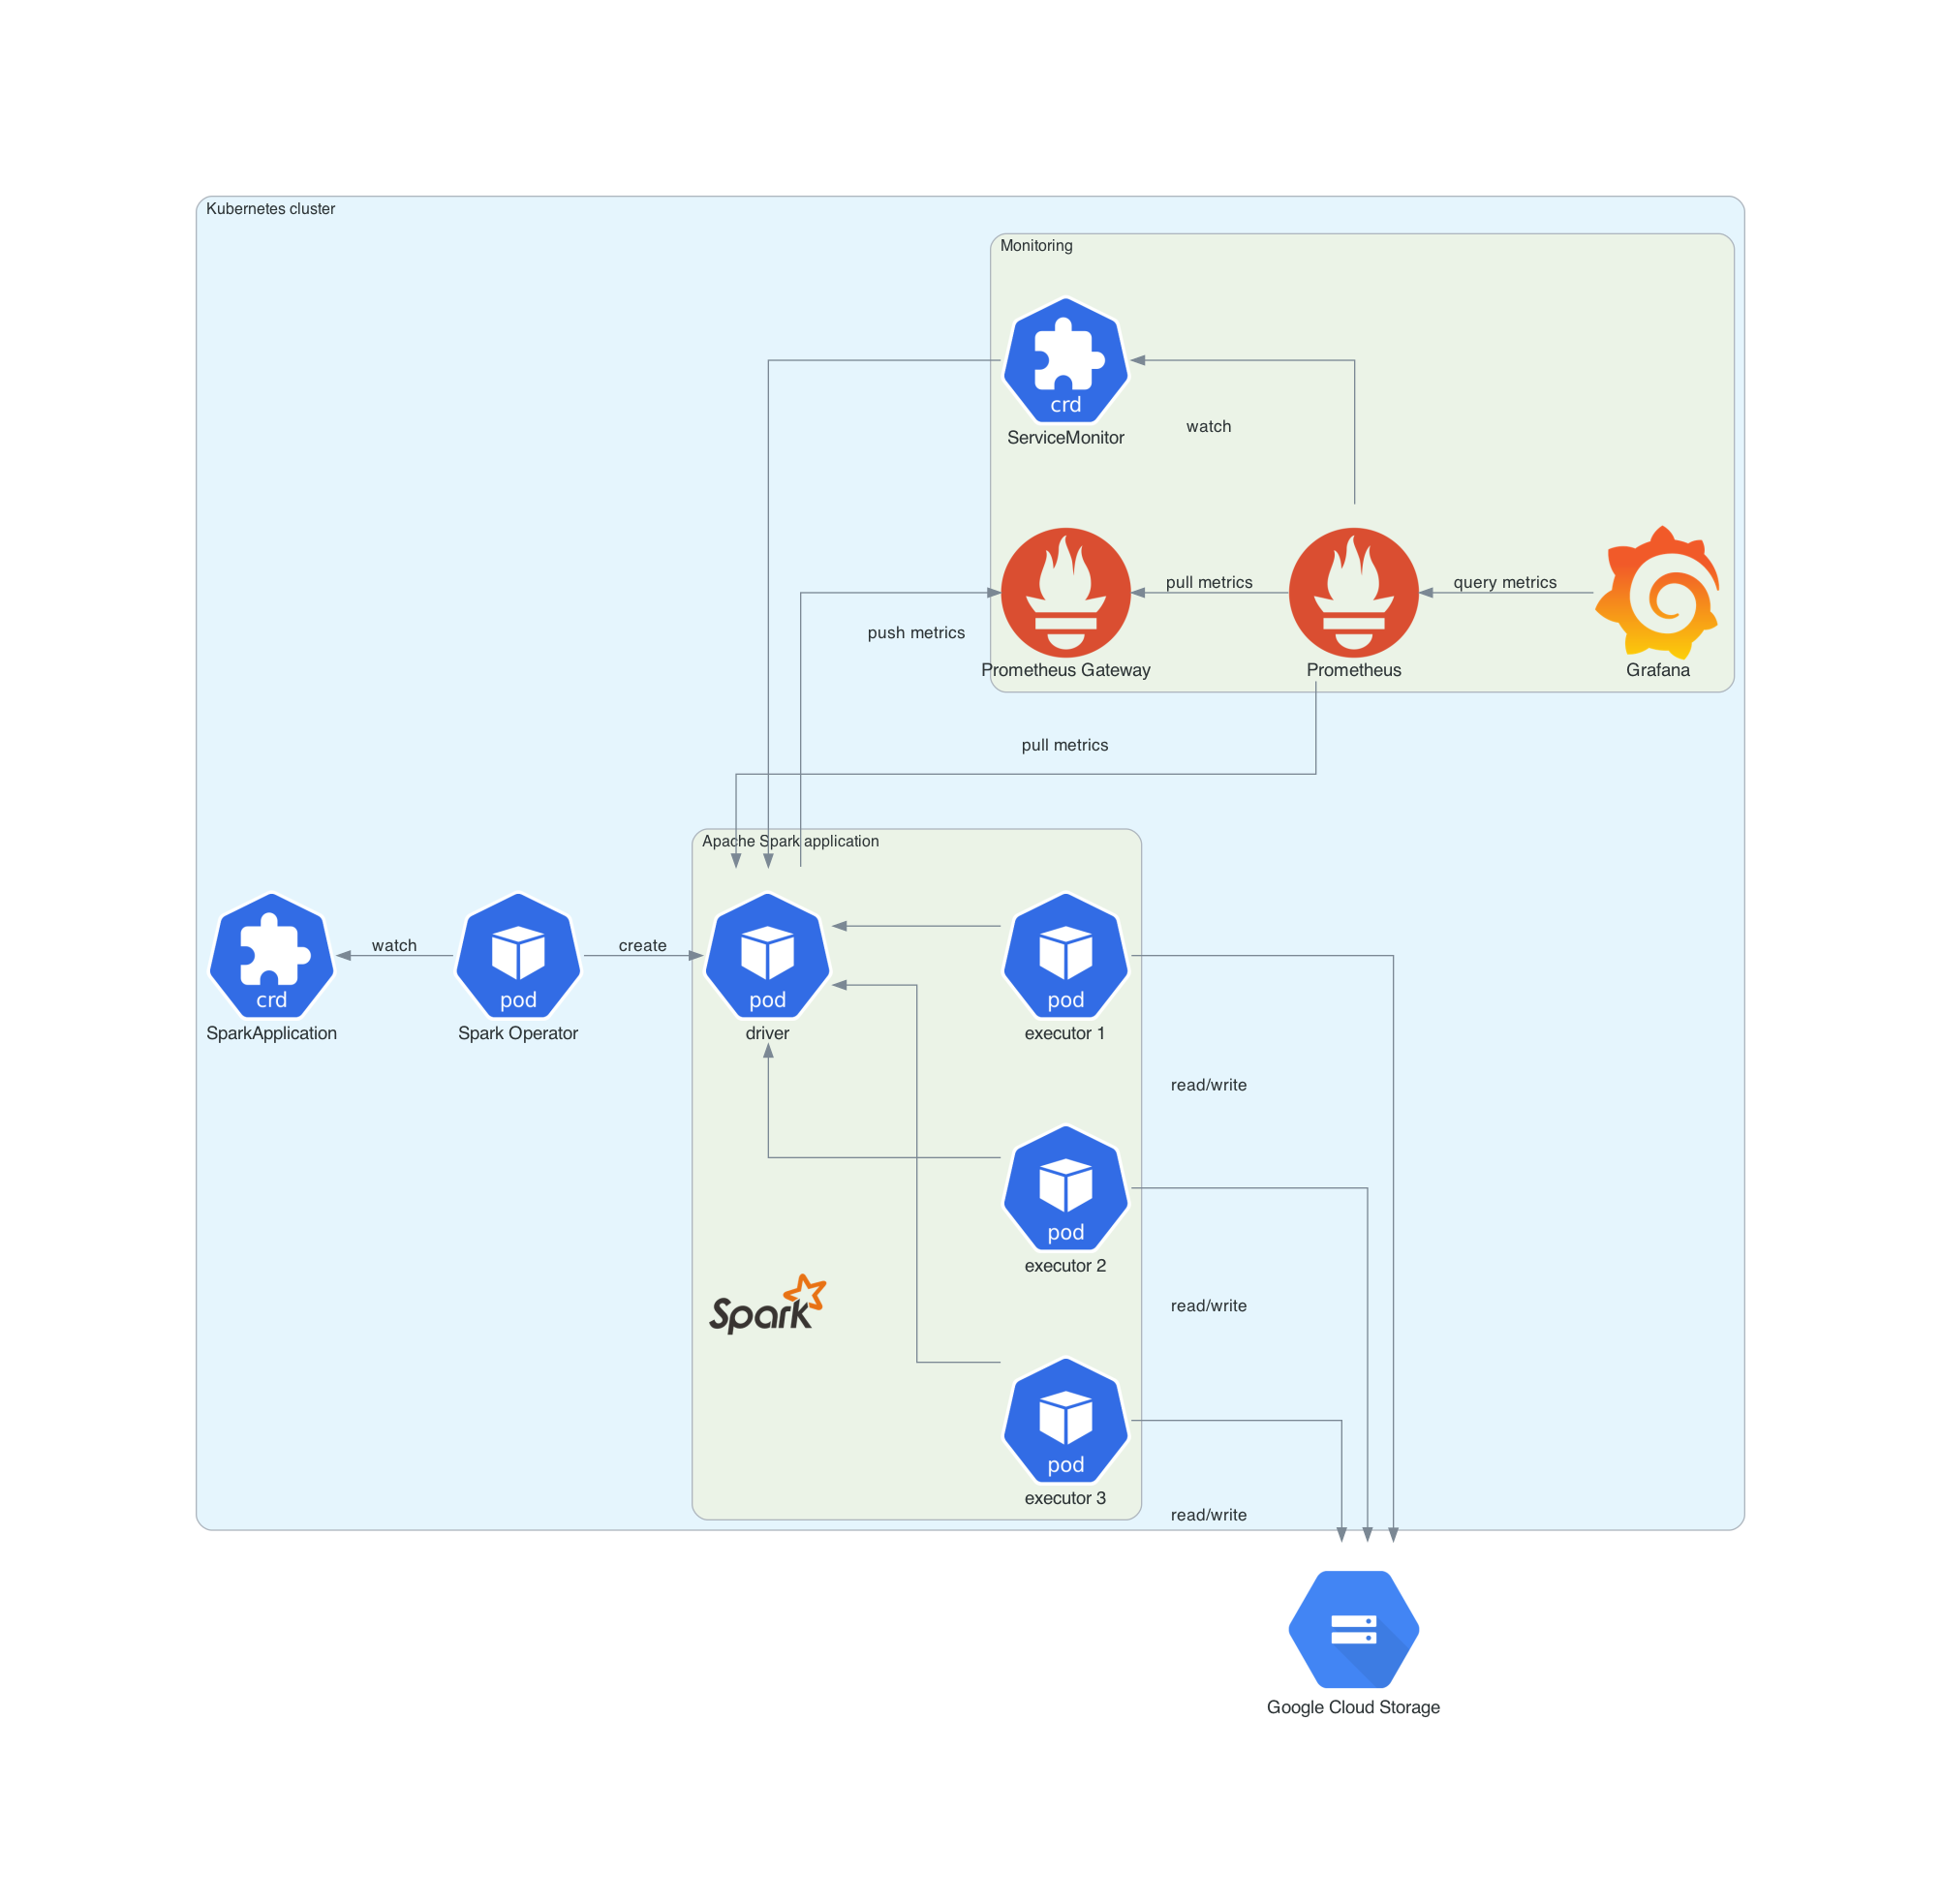 Kubernetes cluster
Monitoring
crd
ServiceMonitor
watch
pull metrics
query metrics
push metrics
Prometheus Gateway
Prometheus
Grafana
pull metrics
Apache Spark application
watch
create
crd
pod
pod
pod
SparkApplication
Spark Operator
driver
executor 1
read/write
pod
executor 2
Spark
read/write
pod
executor 3
read/write
Google Cloud Storage